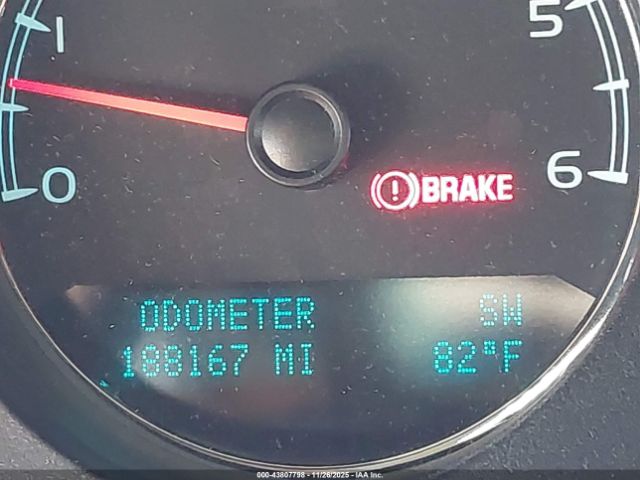 1
5
0
6
BRAKE
ODOMETER SW
188167 MI 82°F
000-43807798 - 11/26/2025 - IAA Inc.